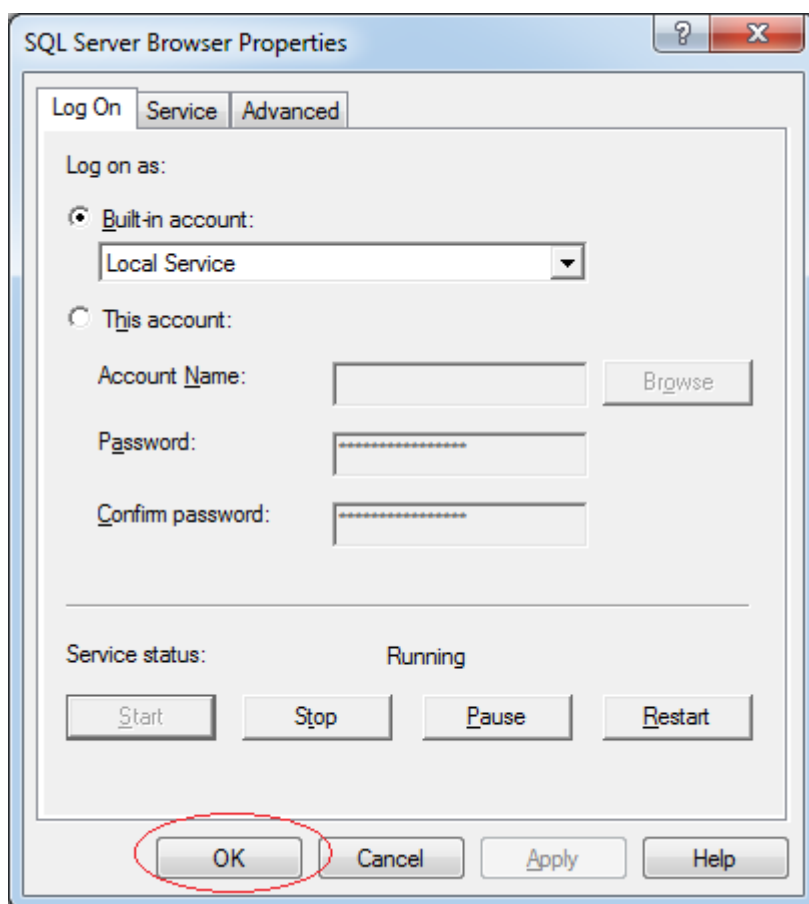 SQL Server Browser Properties
Log On Service Advanced
Log on as:
Built-in account:
Local Service
This account:
Account Name:
Browse
Password:
****************
Confirm password:
****************
Service status: Running
Start Stop Pause Restart
OK Cancel Apply Help